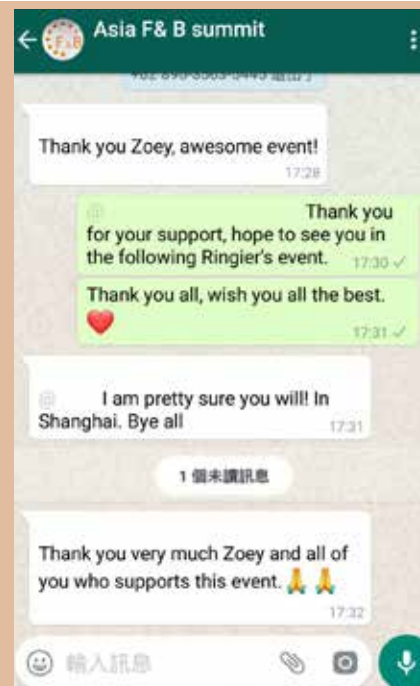 Asia F& B summit
Thank you Zoey, awesome event!
17:28
@ Thank you
for your support, hope to see you in
the following Ringier's event. 17:30
Thank you all, wish you all the best.
17:31
@ I am pretty sure you will! In
Shanghai. Bye all 17:31
1 個未讀訊息
Thank you very much Zoey and all of
you who supports this event.
17:32
輸入訊息